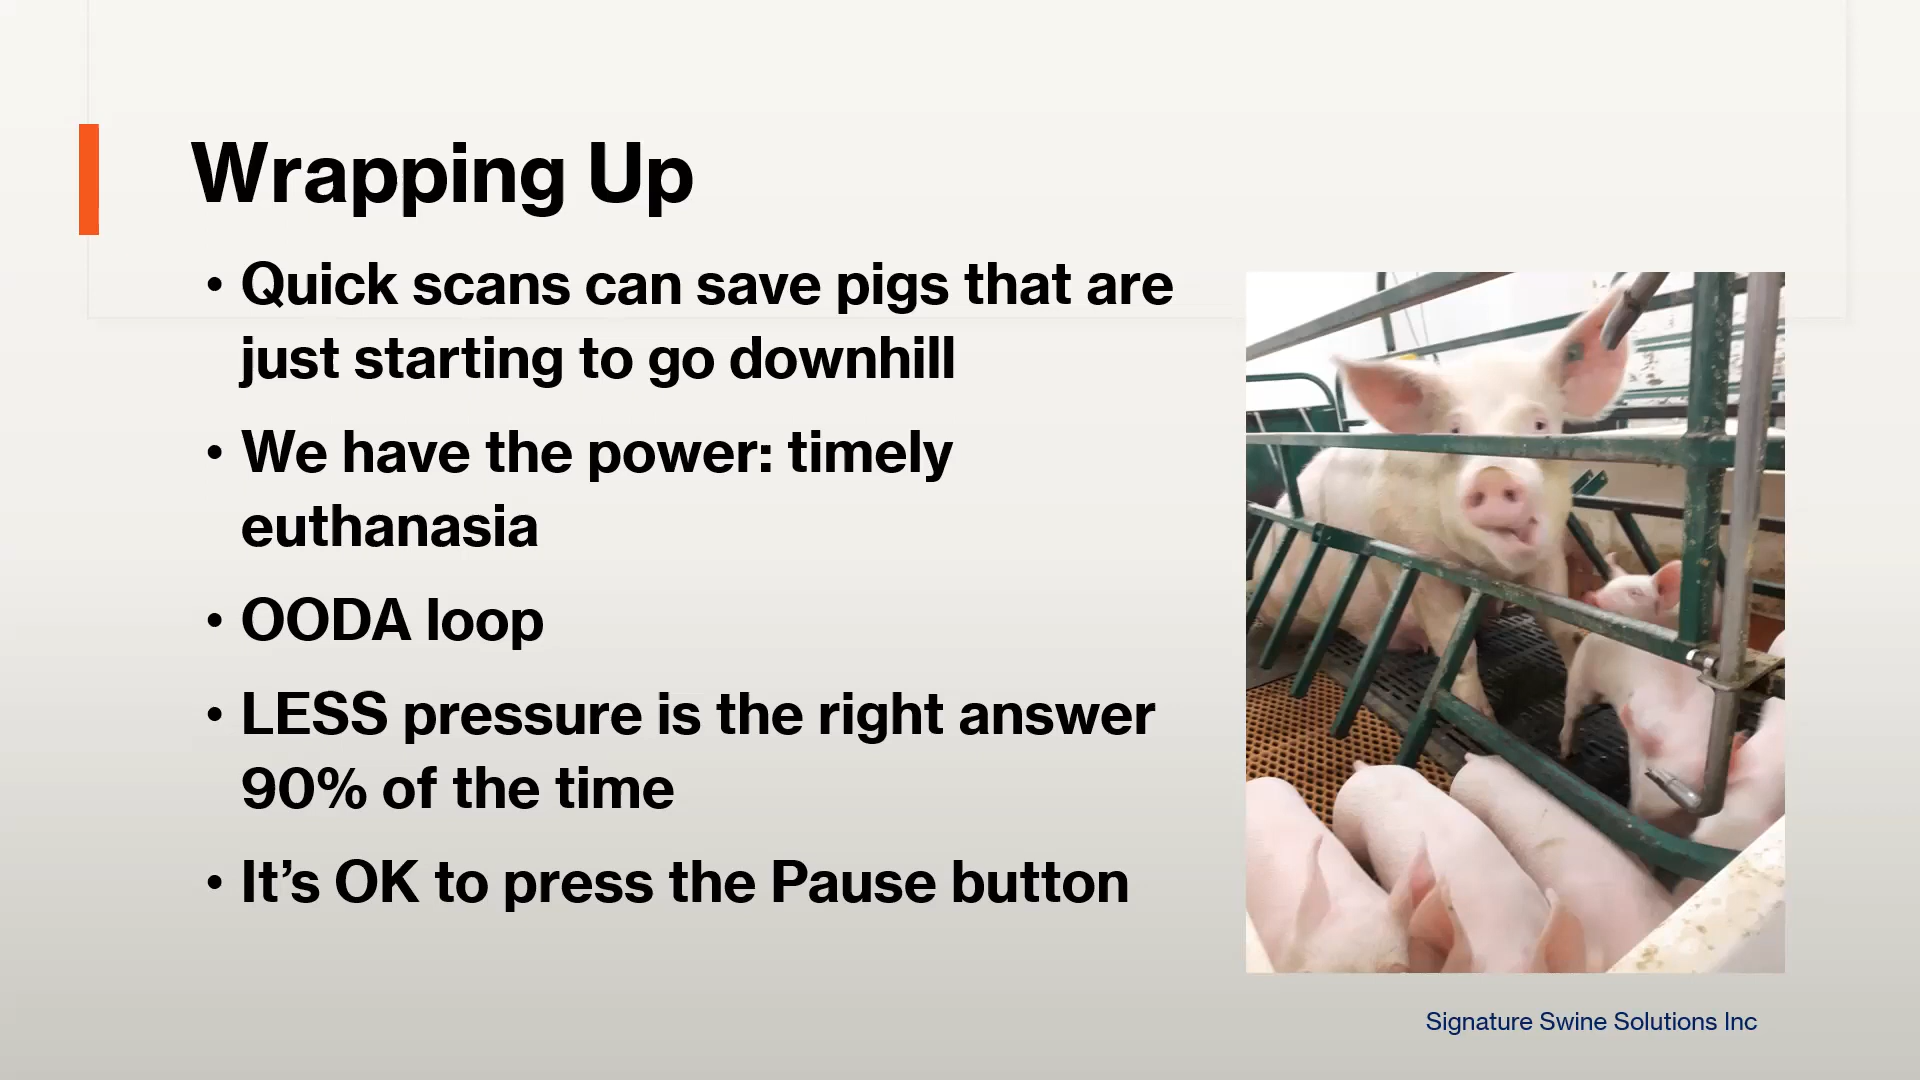 Wrapping Up
• Quick scans can save pigs that are
just starting to go downhill
• We have the power: timely
euthanasia
• OODA loop
• LESS pressure is the right answer
90% of the time
• It’s OK to press the Pause button
Signature Swine Solutions Inc